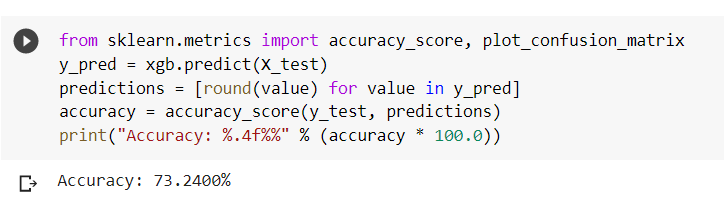 from sklearn.metrics import accuracy_score, plot_confusion_matrix
y_pred = xgb.predict(X_test)
predictions = [round(value) for value in y_pred]
accuracy = accuracy_score(y_test, predictions)
print("Accuracy: %.4f%%" % (accuracy * 100.0))
Accuracy: 73.2400%